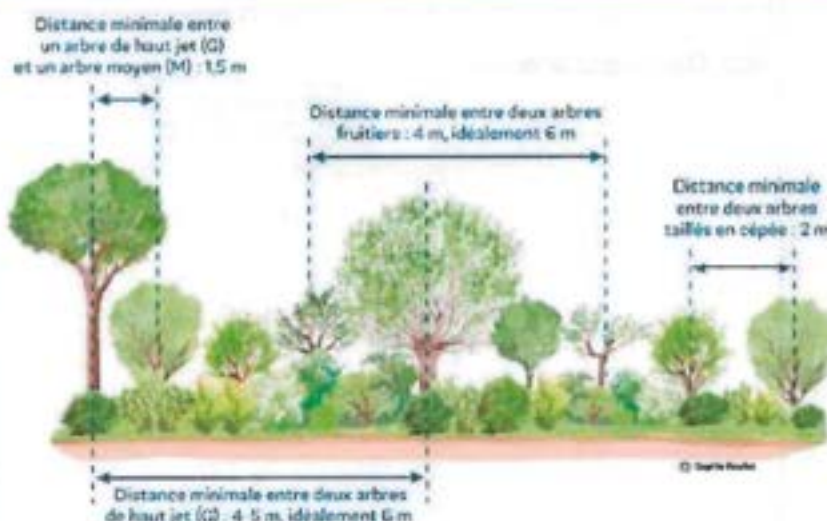 Distance minimale entre
un arbre de haut jet (G)
et un arbre moyen (M) : 1,5 m
Distance minimale entre deux arbres
fruitiers : 4 m, idéalement 6 m
Distance minimale
entre deux arbres
taillés en cépée : 2 m
©
Distance minimale entre deux arbres
de haut jet (G) : 4-5 m, idéalement 6 m